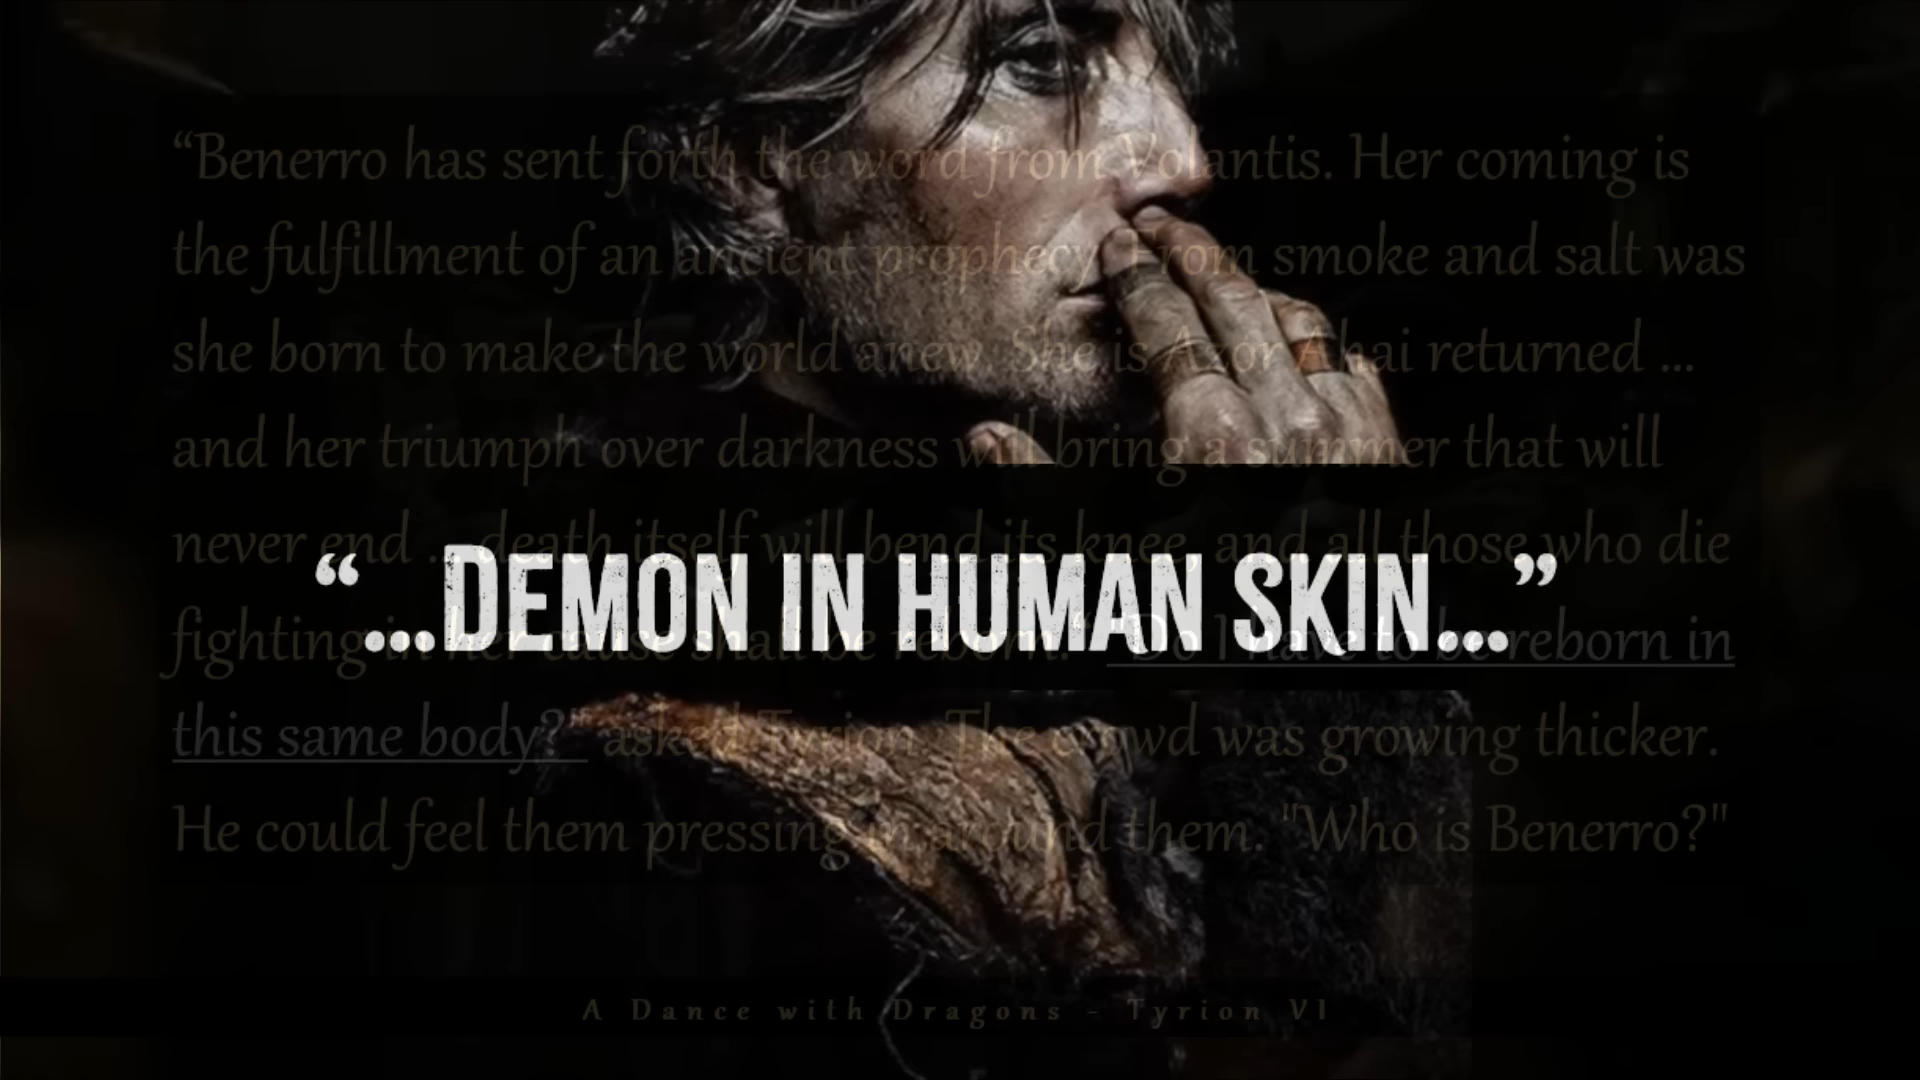 “Benerro has sent forth the word from Volantis. Her coming is
the fulfillment of an ancient prophecy. From smoke and salt was
she born to make the world anew. She is Azor Ahai returned ...
and her triumph over darkness will bring a summer that will
never end ... death itself will bend its knee, and all those who die
“...DEMON IN HUMAN SKIN...”
fighting in her cause shall be reborn." "Do I have to be reborn in
this same body?" asked Tyrion. The crowd was growing thicker.
He could feel them pressing in around them. "Who is Benerro?"
A Dance with Dragons - Tyrion VI